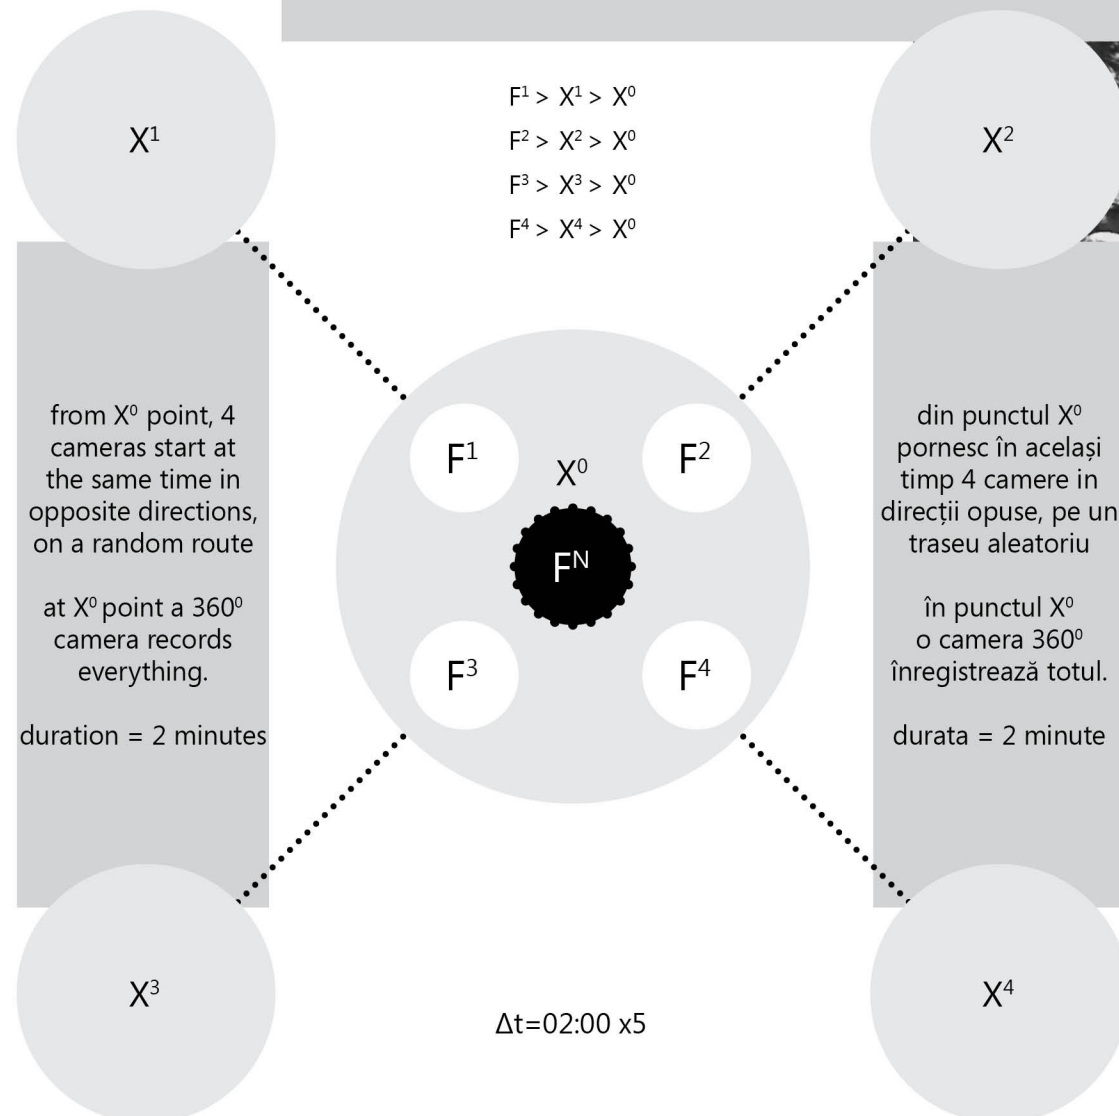 X¹
X²
F¹ > X¹ > X⁰
F² > X² > X⁰
F³ > X³ > X⁰
F⁴ > X⁴ > X⁰
from X⁰ point, 4
cameras start at
the same time in
opposite directions,
on a random route
at X⁰ point a 360⁰
camera records
everything.
duration = 2 minutes
F¹
F²
X⁰
Fᴺ
F³
F⁴
din punctul X⁰
pornesc în același
timp 4 camere in
direcții opuse, pe un
traseu aleatoriu
în punctul X⁰
o camera 360⁰
înregistrează totul.
durata = 2 minute
X³
X⁴
Δt=02:00 x5